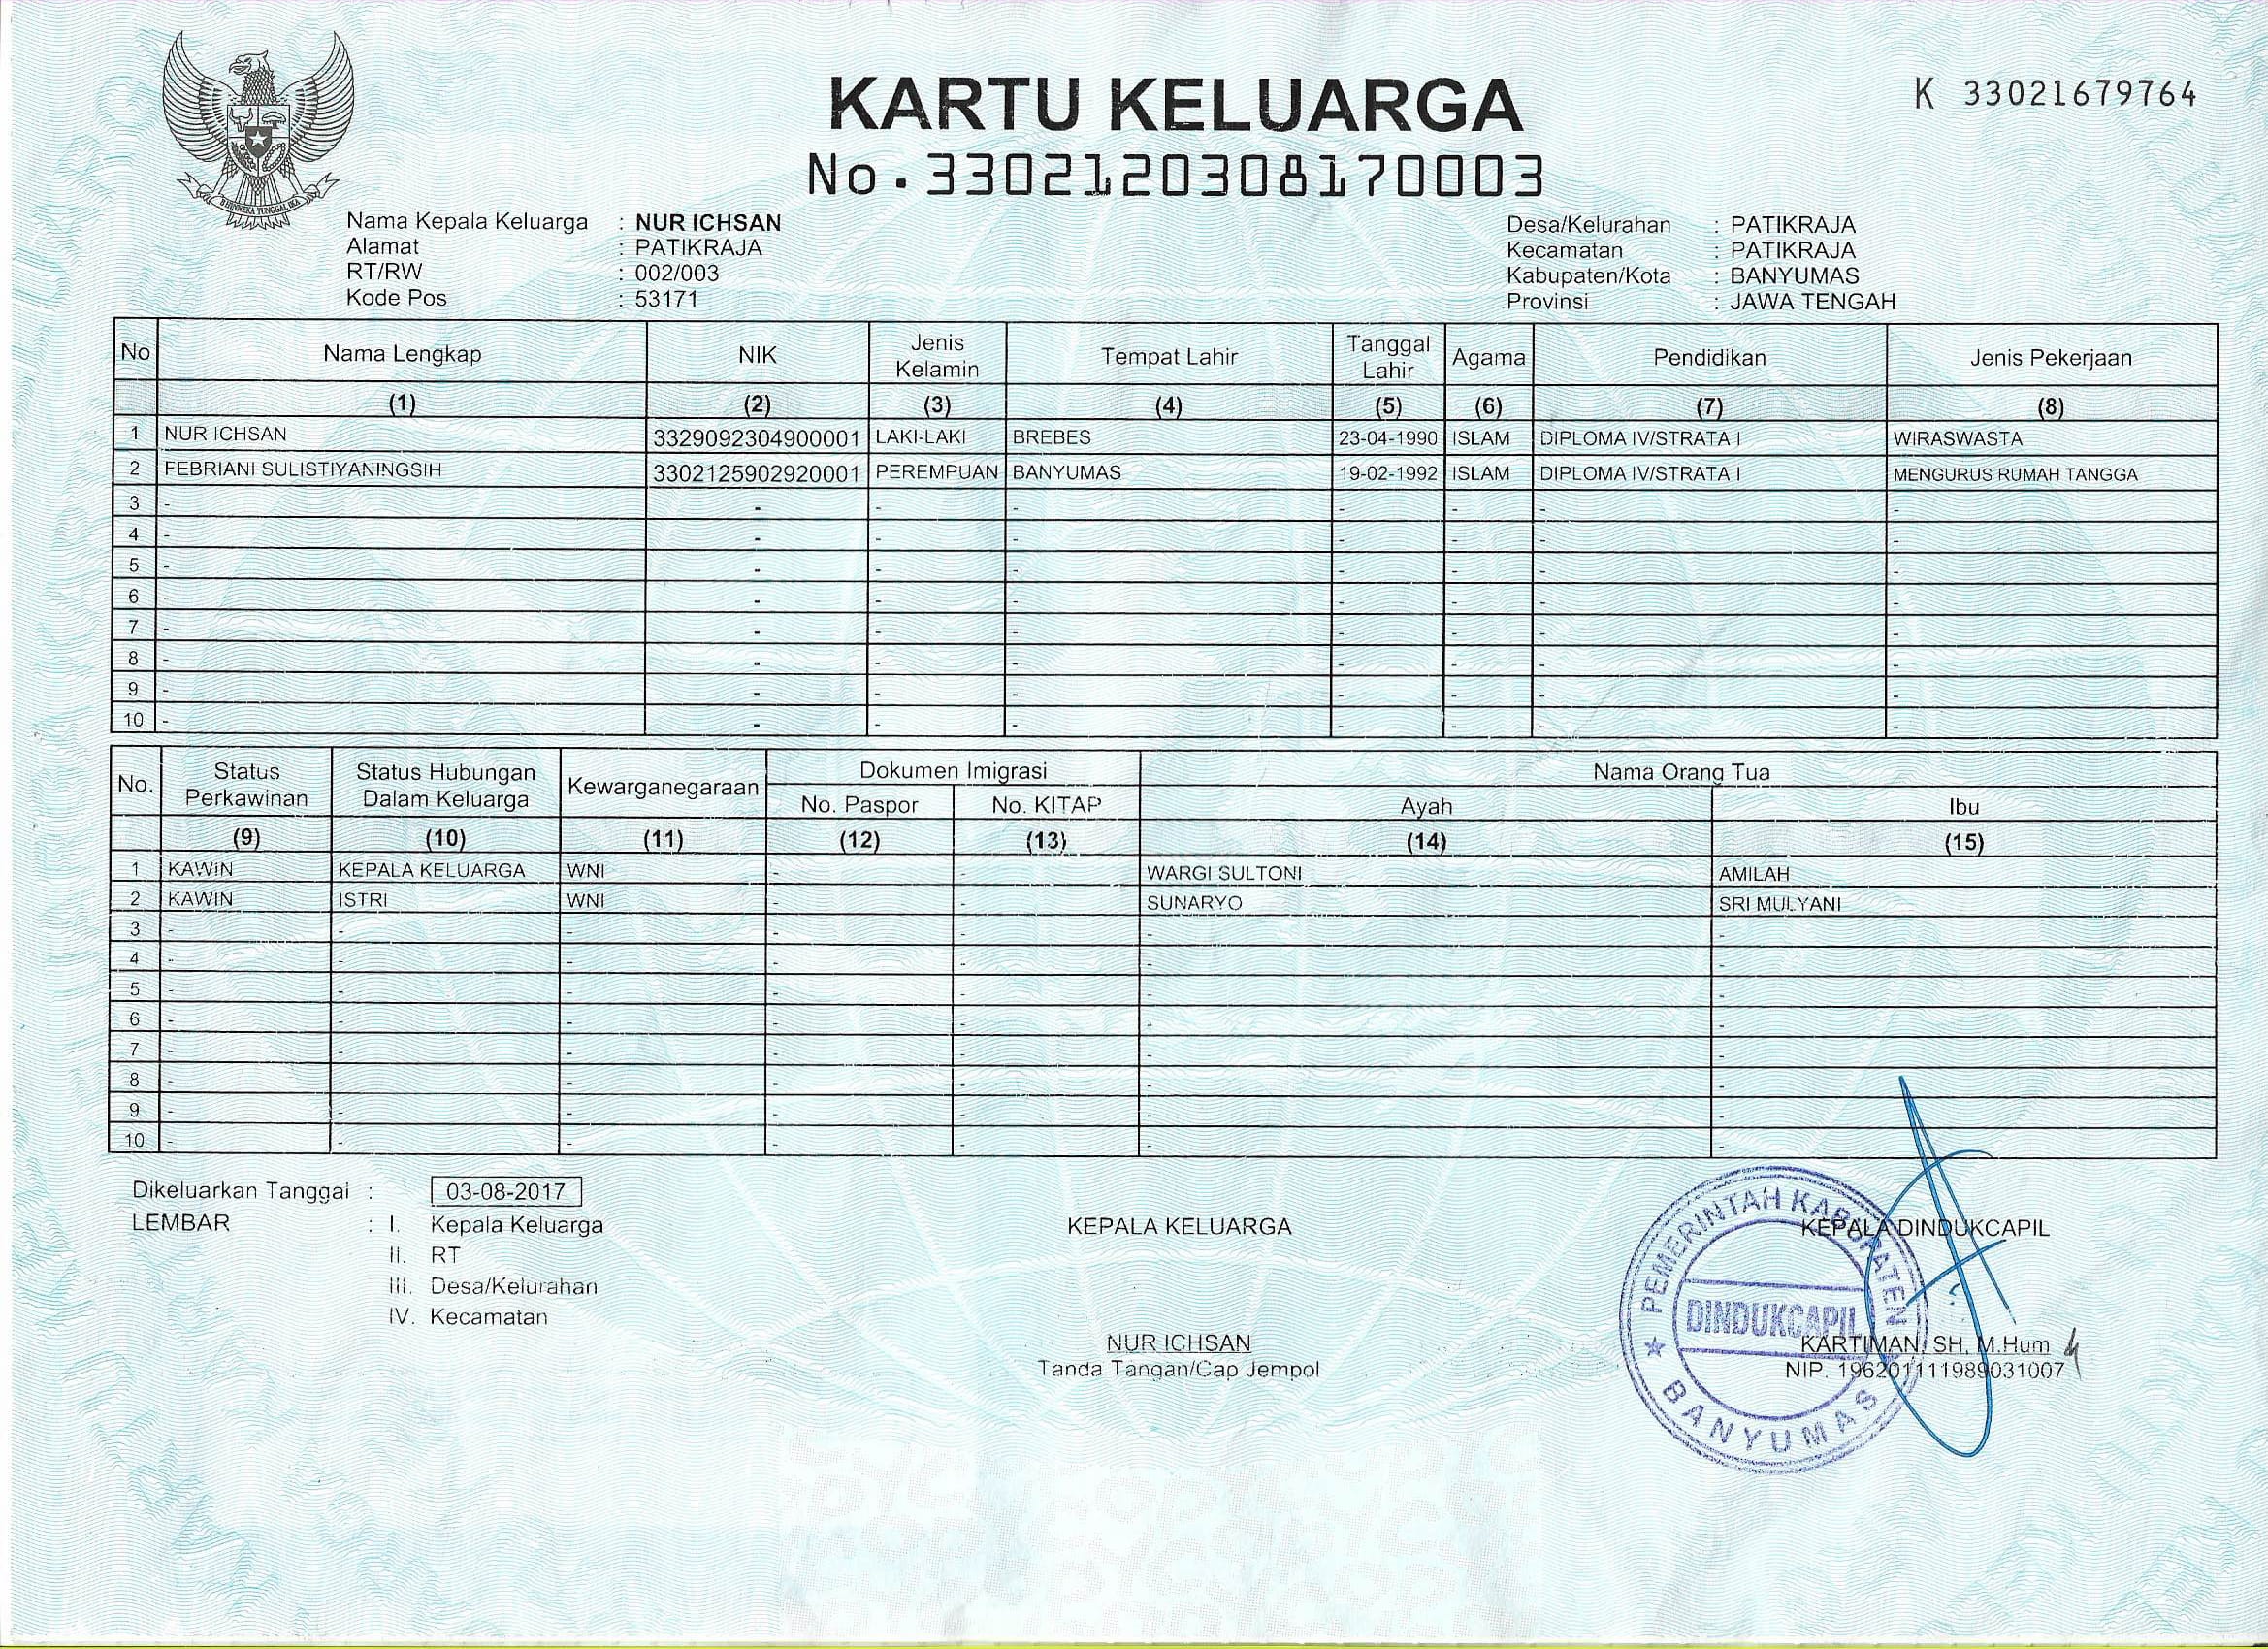 KARTU KELUARGA
K 33021679764
No.3302120308170003
BHINNEKA TUNGGAL IKA
Nama Kepala Keluarga : NUR ICHSAN
Alamat : PATIKRAJA
RT/RW : 002/003
Kode Pos : 53171
Desa/Kelurahan : PATIKRAJA
Kecamatan : PATIKRAJA
Kabupaten/Kota : BANYUMAS
Provinsi : JAWA TENGAH
No Nama Lengkap NIK Jenis Kelamin Tempat Lahir Tanggal Lahir Agama Pendidikan Jenis Pekerjaan
(1) (2) (3) (4) (5) (6) (7) (8)
1 NUR ICHSAN 3329092304900001 LAKI-LAKI BREBES 23-04-1990 ISLAM DIPLOMA IV/STRATA I WIRASWASTA
2 FEBRIANI SULISTIYANINGSIH 3302125902920001 PEREMPUAN BANYUMAS 19-02-1992 ISLAM DIPLOMA IV/STRATA I MENGURUS RUMAH TANGGA
3 - - - - - - - -
4 - - - - - - - -
5 - - - - - - - -
6 - - - - - - - -
7 - - - - - - - -
8 - - - - - - - -
9 - - - - - - - -
10 - - - - - - - -
No. Status Perkawinan Status Hubungan Dalam Keluarga Kewarganegaraan Dokumen Imigrasi Nama Orang Tua
No. Paspor No. KITAP Ayah Ibu
(9) (10) (11) (12) (13) (14) (15)
1 KAWIN KEPALA KELUARGA WNI - - WARGI SULTONI AMILAH
2 KAWIN ISTRI WNI - - SUNARYO SRI MULYANI
3 - - - - - - -
4 - - - - - - -
5 - - - - - - -
6 - - - - - - -
7 - - - - - - -
8 - - - - - - -
9 - - - - - - -
10 - - - - - - -
Dikeluarkan Tanggal : 03-08-2017
LEMBAR : I. Kepala Keluarga
II. RT
III. Desa/Kelurahan
IV. Kecamatan
KEPALA KELUARGA
NUR ICHSAN
Tanda Tangan/Cap Jempol
KEPALA DINDUKCAPIL
PEMERINTAH KABUPATEN
DINDUKCAPIL
BANYUMAS
KARTIMAN, SH, M.Hum
NIP. 196201111989031007